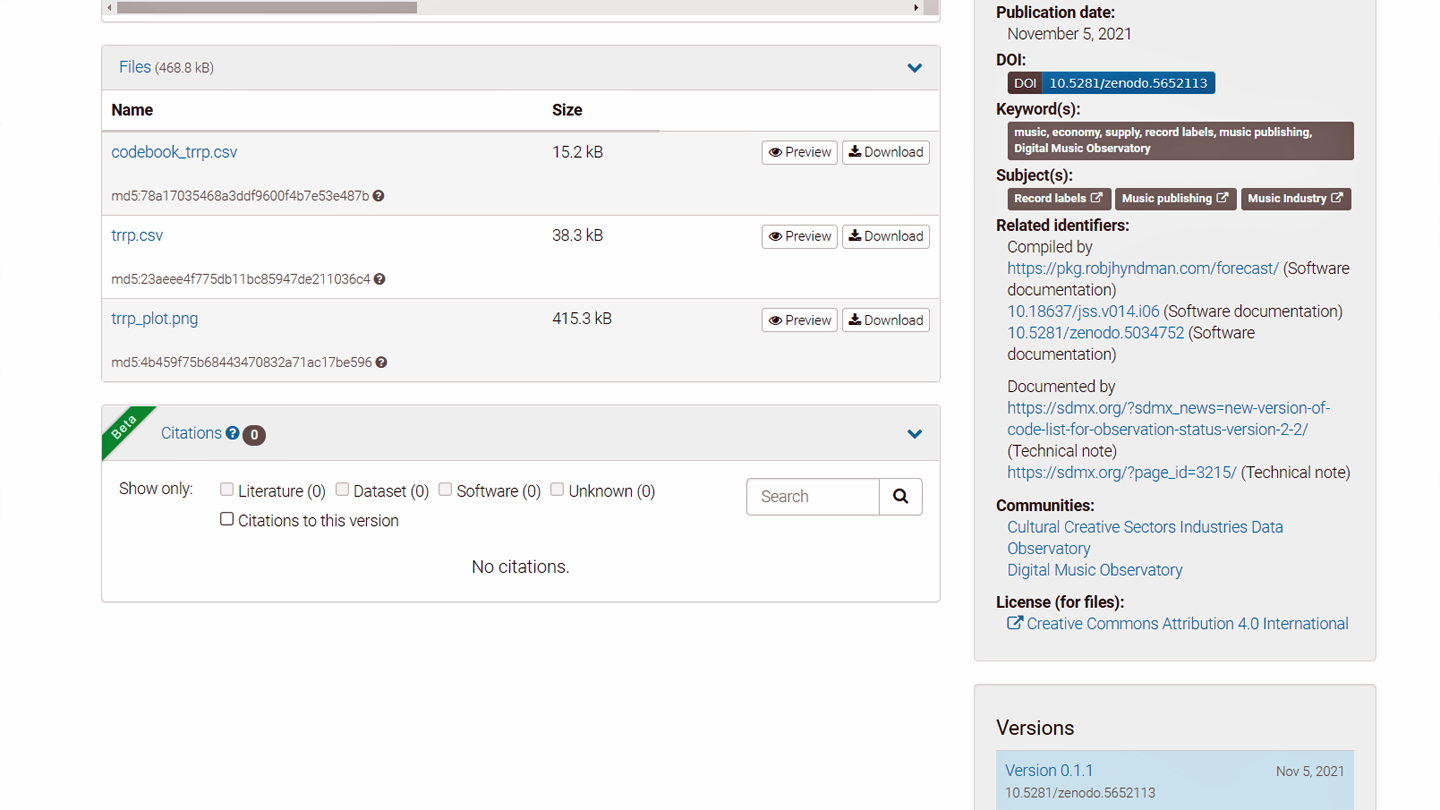 Files (468.8 kB)
Name Size
codebook_trrp.csv 15.2 kB Preview Download
md5:78a17035468a3ddf9600f4b7e53e487b
trrp.csv 38.3 kB Preview Download
md5:23aeee4f775db11bc85947de211036c4
trrp_plot.png 415.3 kB Preview Download
md5:4b459f75b68443470832a71ac17be596
Beta
Citations 0
Show only: Literature (0) Dataset (0) Software (0) Unknown (0)
Citations to this version
Search
No citations.
Publication date:
November 5, 2021
DOI:
DOI 10.5281/zenodo.5652113
Keyword(s):
music, economy, supply, record labels, music publishing,
Digital Music Observatory
Subject(s):
Record labels Music publishing Music Industry
Related identifiers:
Compiled by
https://pkg.robjhyndman.com/forecast/ (Software
documentation)
10.18637/jss.v014.i06 (Software documentation)
10.5281/zenodo.5034752 (Software
documentation)
Documented by
https://sdmx.org/?sdmx_news=new-version-of-
code-list-for-observation-status-version-2-2/
(Technical note)
https://sdmx.org/?page_id=3215/ (Technical note)
Communities:
Cultural Creative Sectors Industries Data
Observatory
Digital Music Observatory
License (for files):
Creative Commons Attribution 4.0 International
Versions
Version 0.1.1 Nov 5, 2021
10.5281/zenodo.5652113